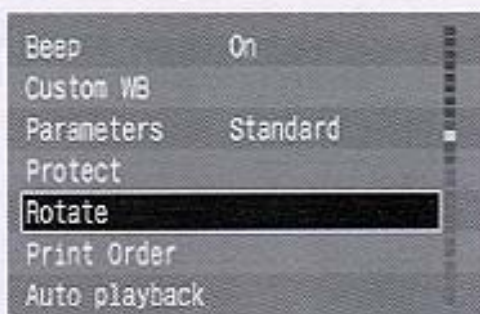 Beep On
Custom WB
Parameters Standard
Protect
Rotate
Print Order
Auto playback